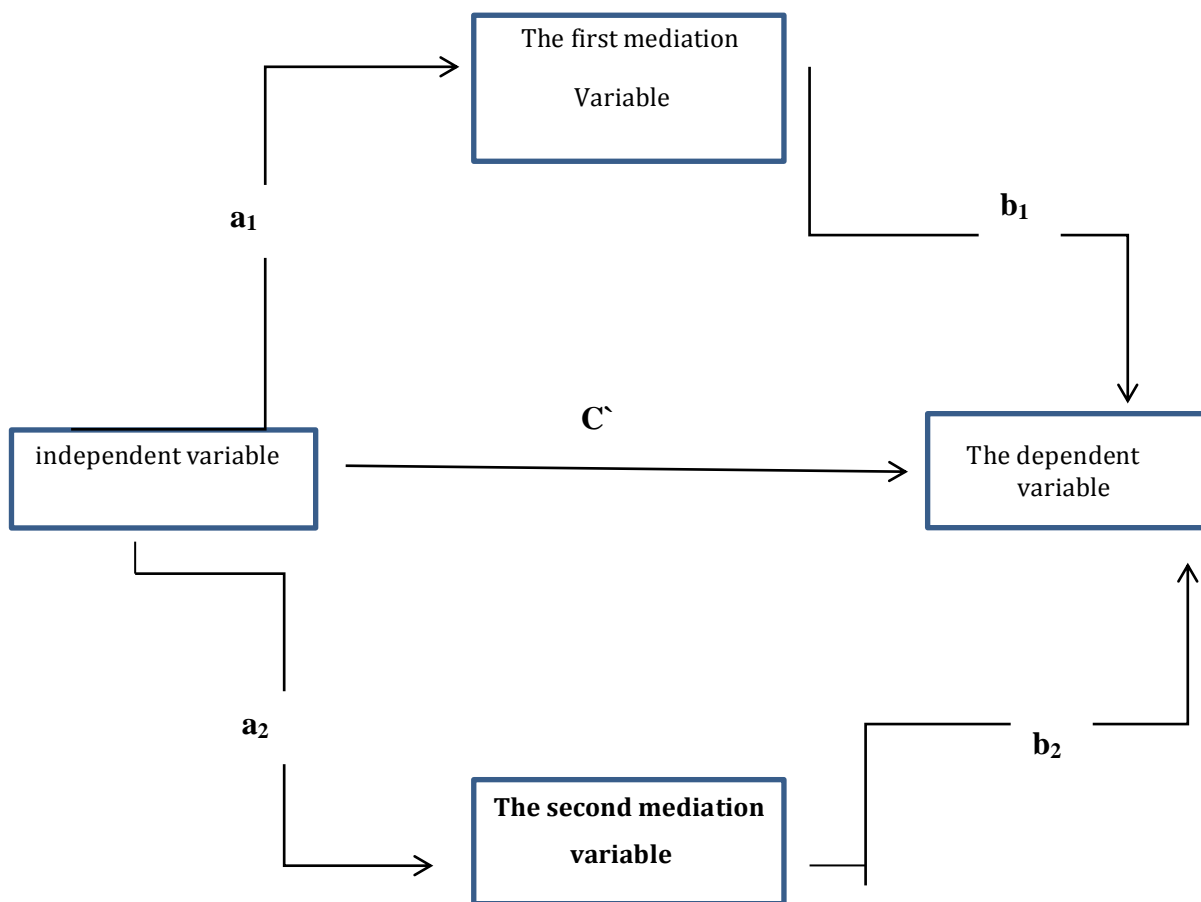 The first mediation
Variable
a₁
b₁
C`
independent variable
The dependent
variable
a₂
b₂
The second mediation
variable